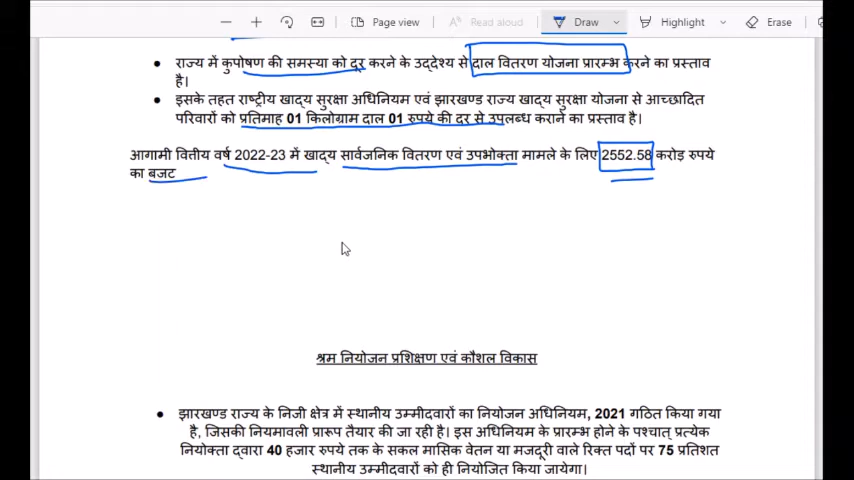 Page view
Read aloud
Draw
Highlight
Erase
राज्य में कुपोषण की समस्या को दूर करने के उद्देश्य से दाल वितरण योजना प्रारम्भ करने का प्रस्ताव
है।
इसके तहत राष्ट्रीय खाद्य सुरक्षा अधिनियम एवं झारखण्ड राज्य खाद्य सुरक्षा योजना से आच्छादित
परिवारों को प्रतिमाह 01 किलोग्राम दाल 01 रुपये की दर से उपलब्ध कराने का प्रस्ताव है।
आगामी वित्तीय वर्ष 2022-23 में खाद्य सार्वजनिक वितरण एवं उपभोक्ता मामले के लिए 2552.58 करोड़ रुपये
का बजट
श्रम नियोजन प्रशिक्षण एवं कौशल विकास
झारखण्ड राज्य के निजी क्षेत्र में स्थानीय उम्मीदवारों का नियोजन अधिनियम, 2021 गठित किया गया
है, जिसकी नियमावली प्रारूप तैयार की जा रही है। इस अधिनियम के प्रारम्भ होने के पश्चात् प्रत्येक
नियोक्ता द्वारा 40 हजार रुपये तक के सकल मासिक वेतन या मजदूरी वाले रिक्त पदों पर 75 प्रतिशत
स्थानीय उम्मीदवारों को ही नियोजित किया जायेगा।